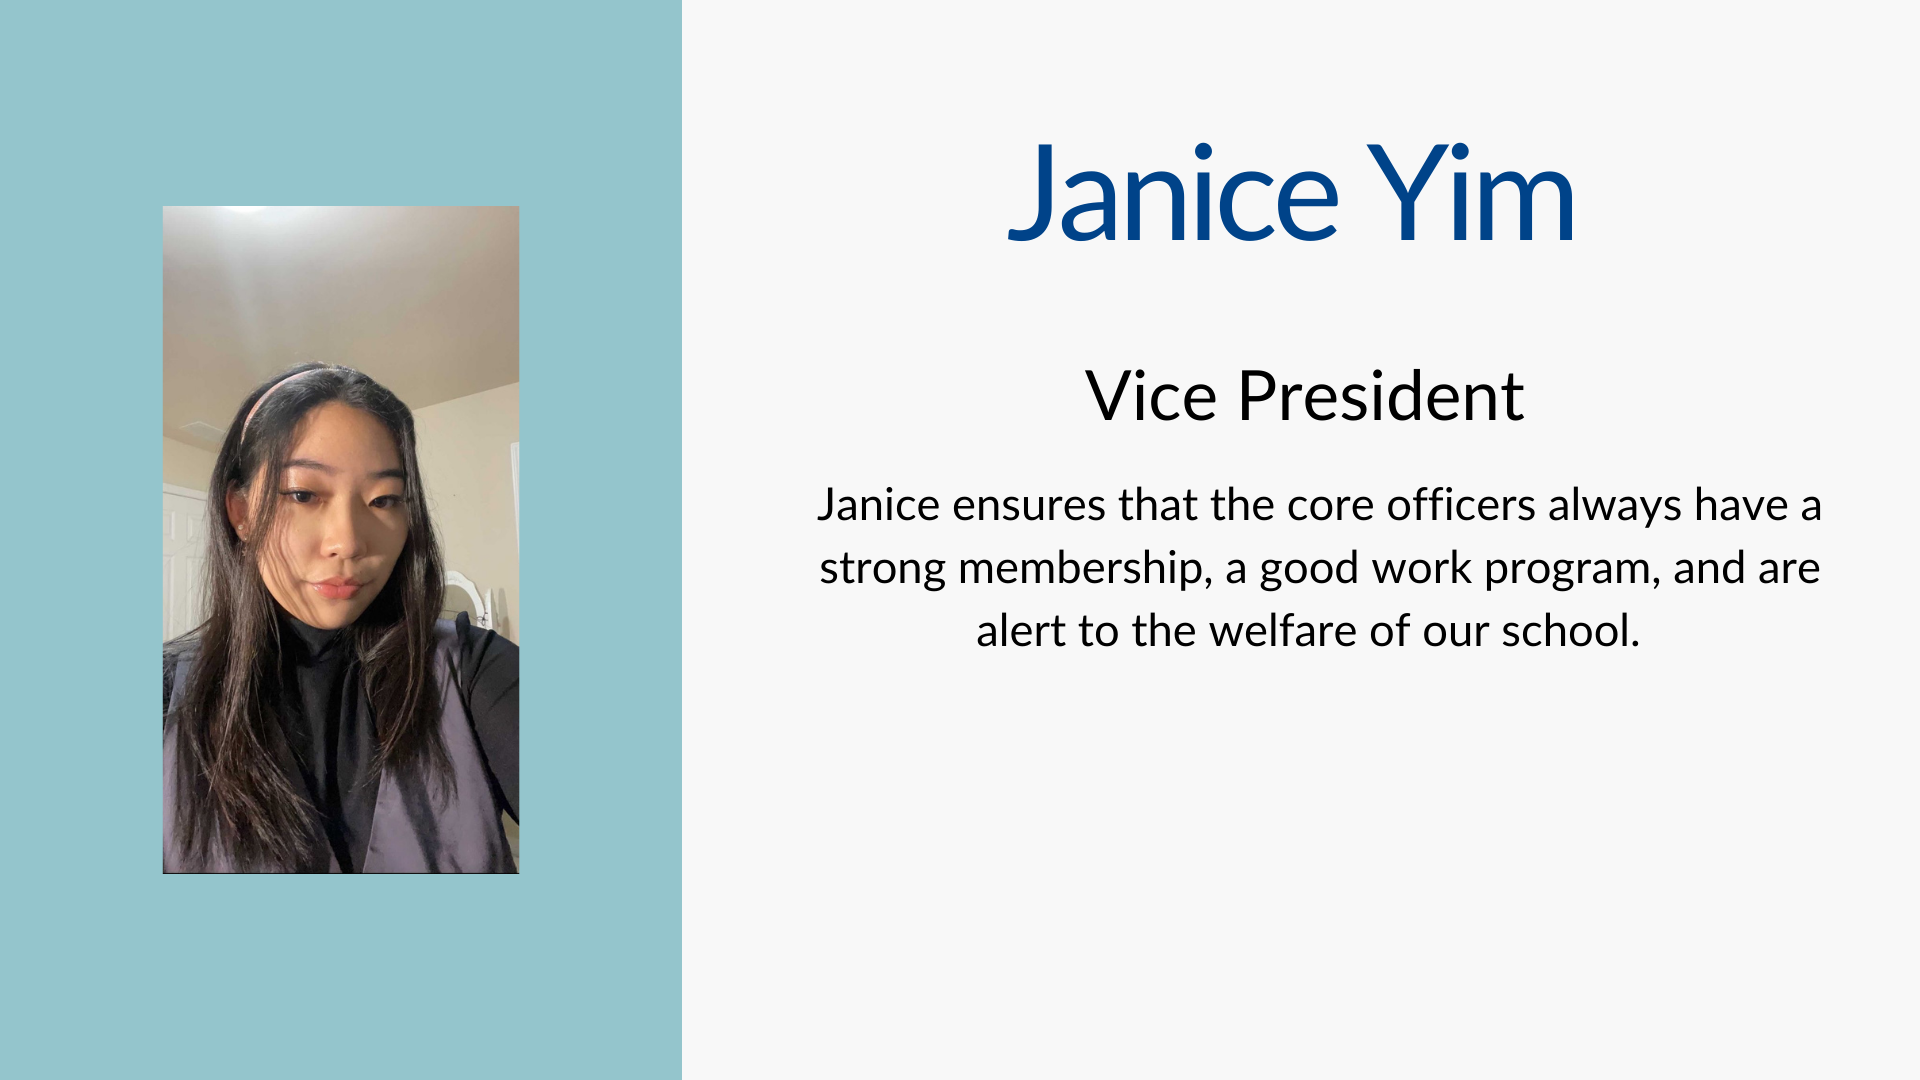 Janice Yim
Vice President
Janice ensures that the core officers always have a
strong membership, a good work program, and are
alert to the welfare of our school.